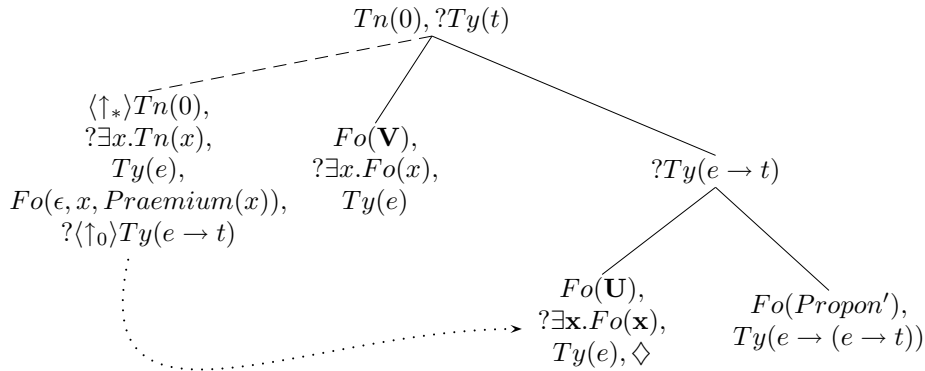 Tn(0), ?Ty(t)
⟨↑*⟩Tn(0),
?∃x.Tn(x),
Ty(e),
Fo(ϵ, x, Praemium(x)),
?⟨↑0⟩Ty(e → t)
Fo(V),
?∃x.Fo(x),
Ty(e)
?Ty(e → t)
Fo(U),
?∃x.Fo(x),
Ty(e), ♢
Fo(Propon′),
Ty(e → (e → t))